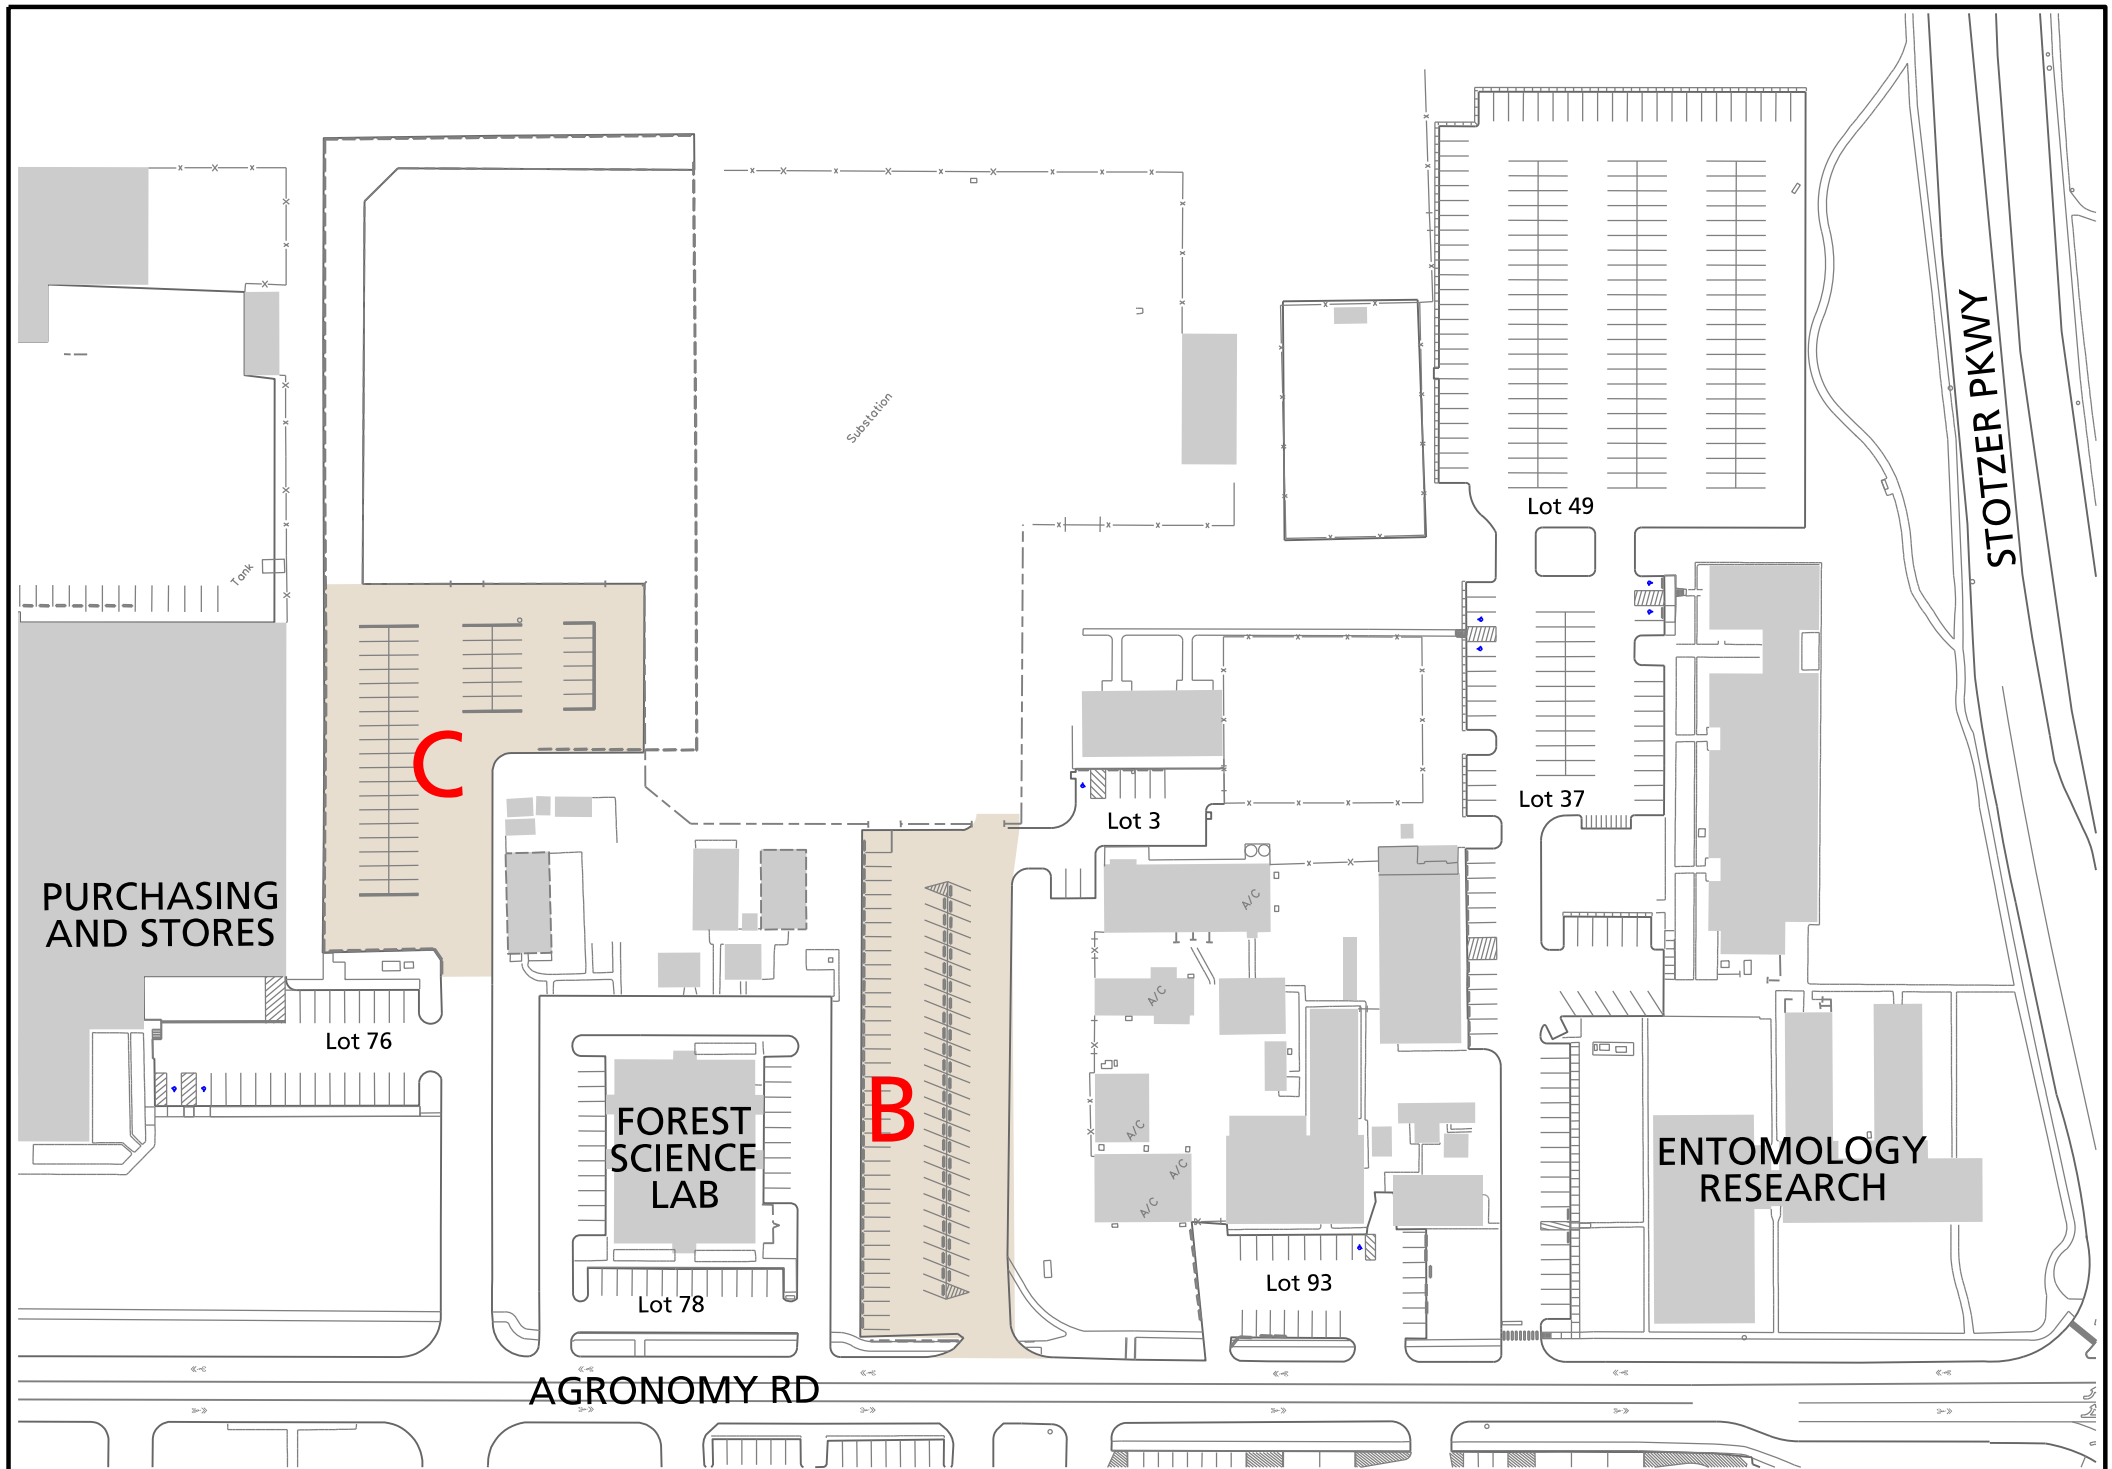 STOTZER PKWY
Substation
Lot 49
Tank
C
Lot 37
Lot 3
PURCHASING
AND STORES
A/C
A/C
Lot 76
B
FOREST
SCIENCE
LAB
A/C
A/C
A/C
ENTOMOLOGY
RESEARCH
Lot 93
Lot 78
AGRONOMY RD